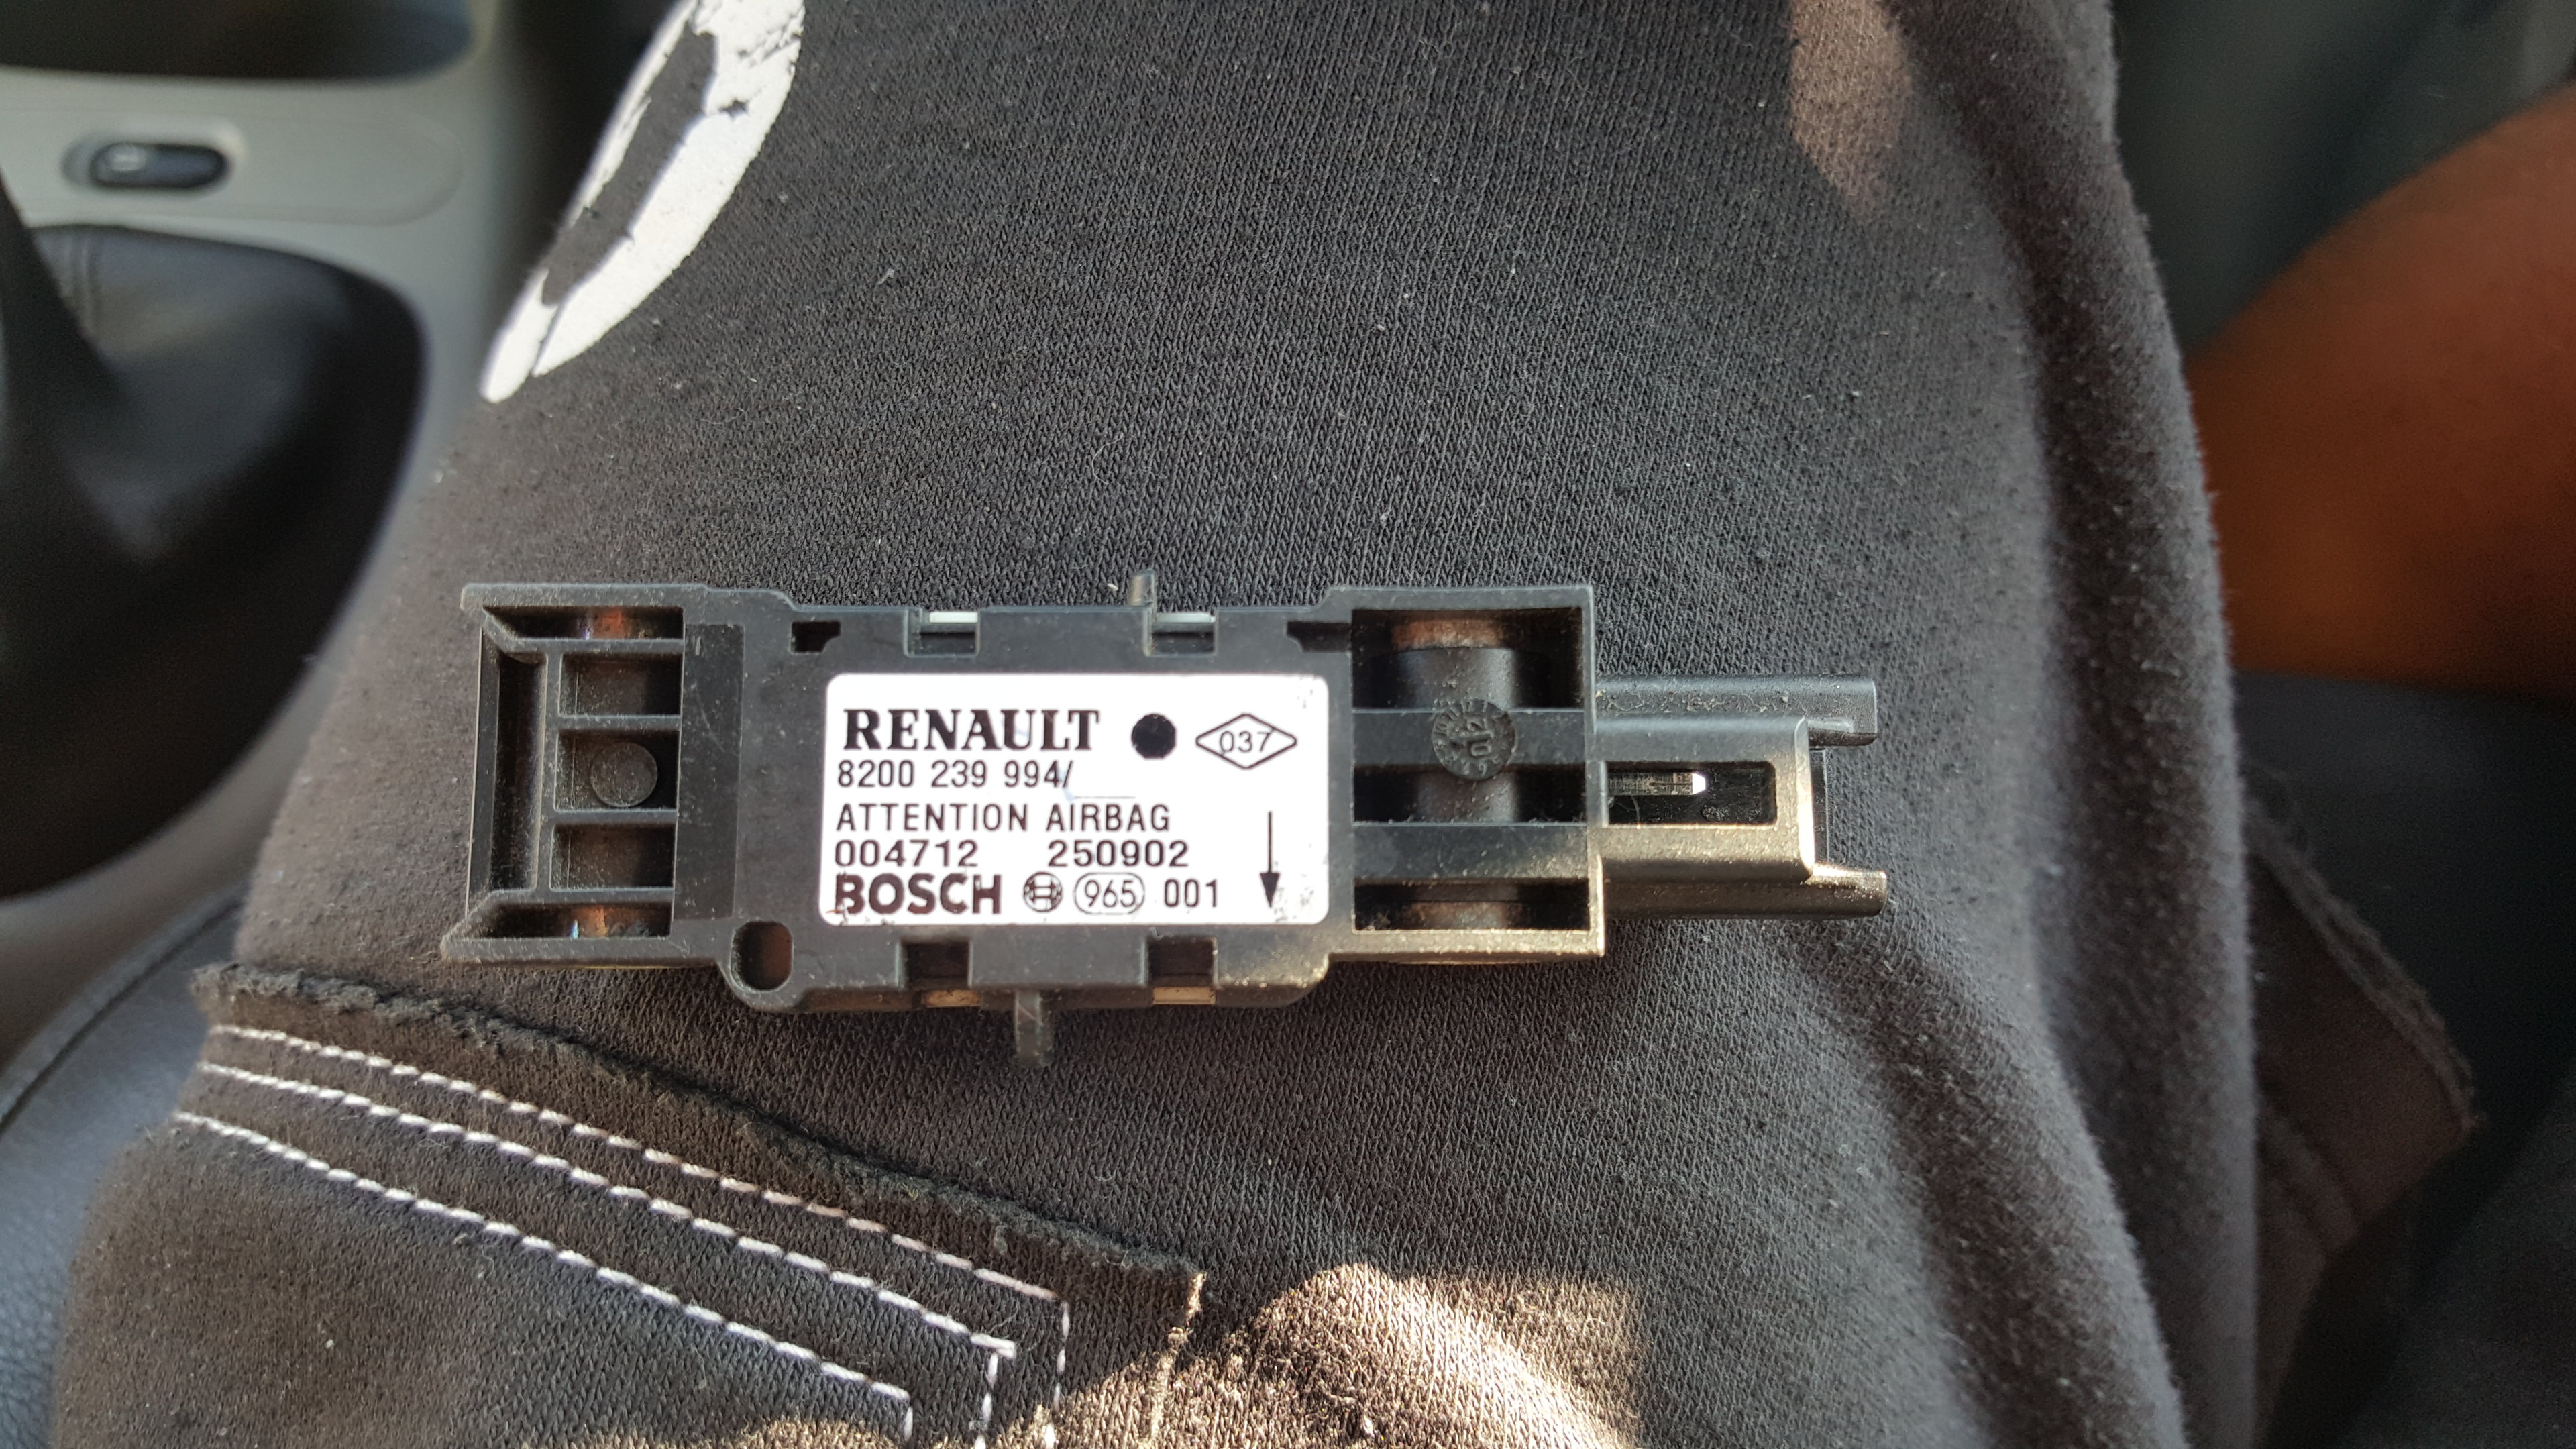 RENAULT 037
8200 239 994/
ATTENTION AIRBAG
004712 250902
BOSCH 965 001